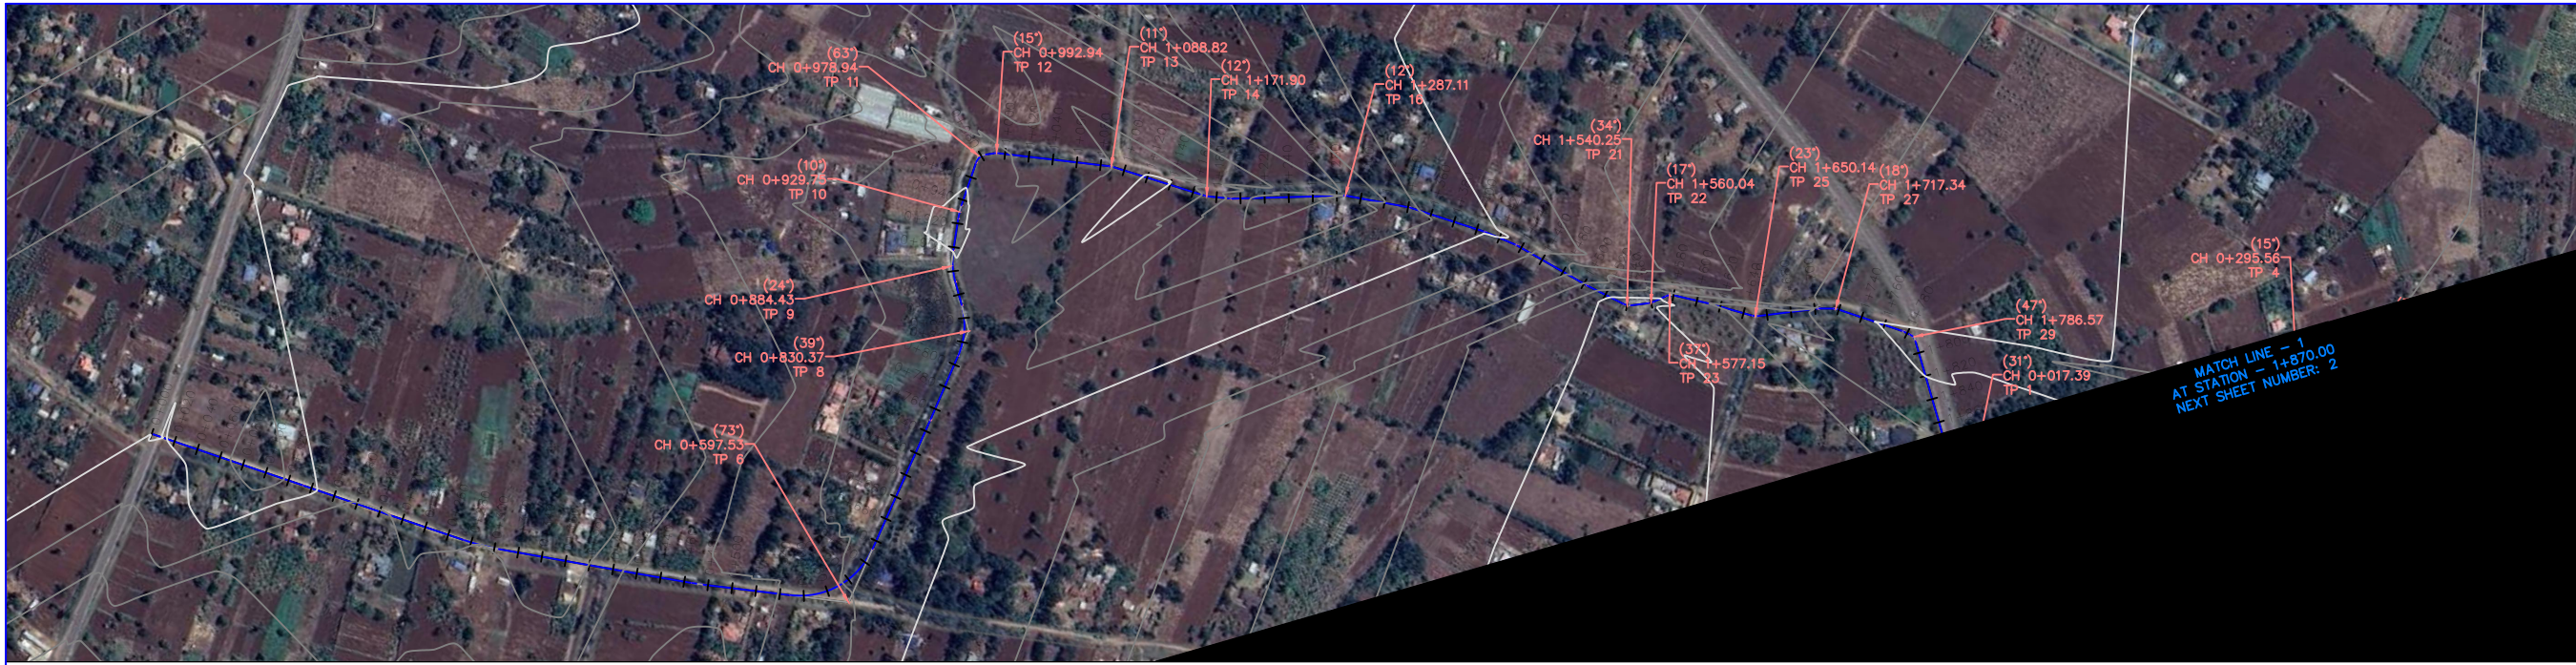 (63°)
CH 0+978.94
TP 11
(15°)
CH 0+992.94
TP 12
(11°)
CH 1+088.82
TP 13
(12°)
CH 1+171.90
TP 14
(12°)
CH 1+287.11
TP 16
(34°)
CH 1+540.25
TP 21
(17°)
CH 1+560.04
TP 22
(23°)
CH 1+650.14
TP 25
(18°)
CH 1+717.34
TP 27
(10°)
CH 0+929.75
TP 10
(24°)
CH 0+884.43
TP 9
(39°)
CH 0+830.37
TP 8
(73°)
CH 0+597.53
TP 6
(37°)
CH 1+577.15
TP 23
(15°)
CH 0+295.56
TP 4
(47°)
CH 1+786.57
TP 29
(31°)
CH 0+017.39
TP 1
MATCH LINE - 1
AT STATION - 1+870.00
NEXT SHEET NUMBER: 2